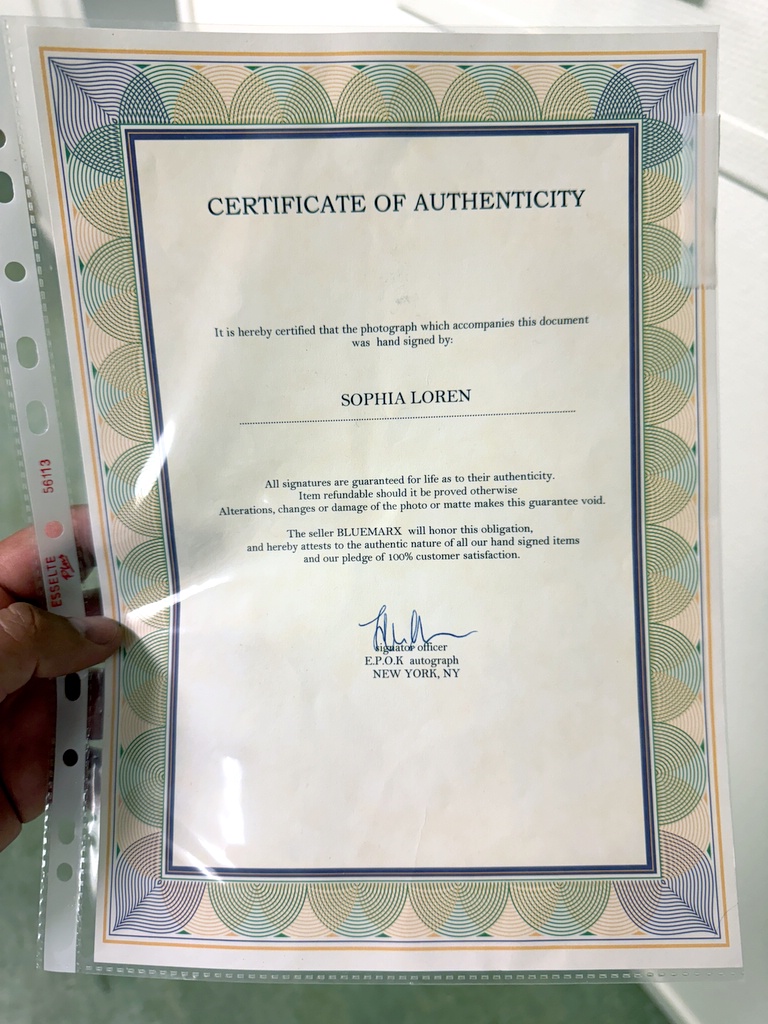 CERTIFICATE OF AUTHENTICITY
It is hereby certified that the photograph which accompanies this document
was hand signed by:
SOPHIA LOREN
All signatures are guaranteed for life as to their authenticity.
Item refundable should it be proved otherwise
Alterations, changes or damage of the photo or matte makes this guarantee void.
The seller BLUEMARX will honor this obligation,
and hereby attests to the authentic nature of all our hand signed items
and our pledge of 100% customer satisfaction.
signator officer
E.P.O.K autograph
NEW YORK, NY
56113
ESSELTE
Plus